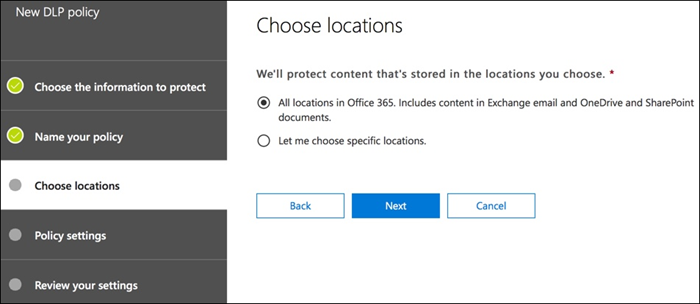 New DLP policy
Choose the information to protect
Name your policy
Choose locations
Policy settings
Review your settings
Choose locations
We'll protect content that's stored in the locations you choose. *
All locations in Office 365. Includes content in Exchange email and OneDrive and SharePoint
documents.
Let me choose specific locations.
Back
Next
Cancel